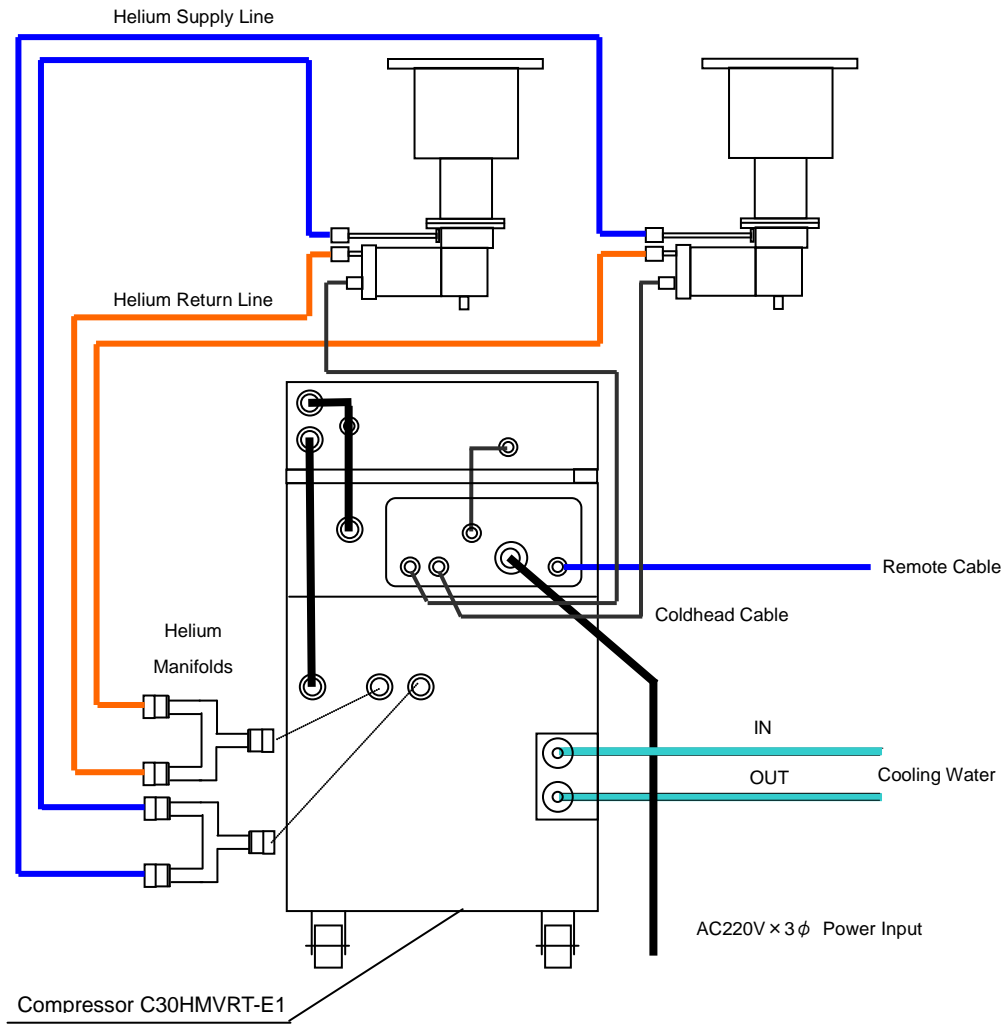 Helium Supply Line
Helium Return Line
Remote Cable
Coldhead Cable
Helium
Manifolds
IN
OUT
Cooling Water
AC220V×3φ Power Input
Compressor C30HMVRT-E1